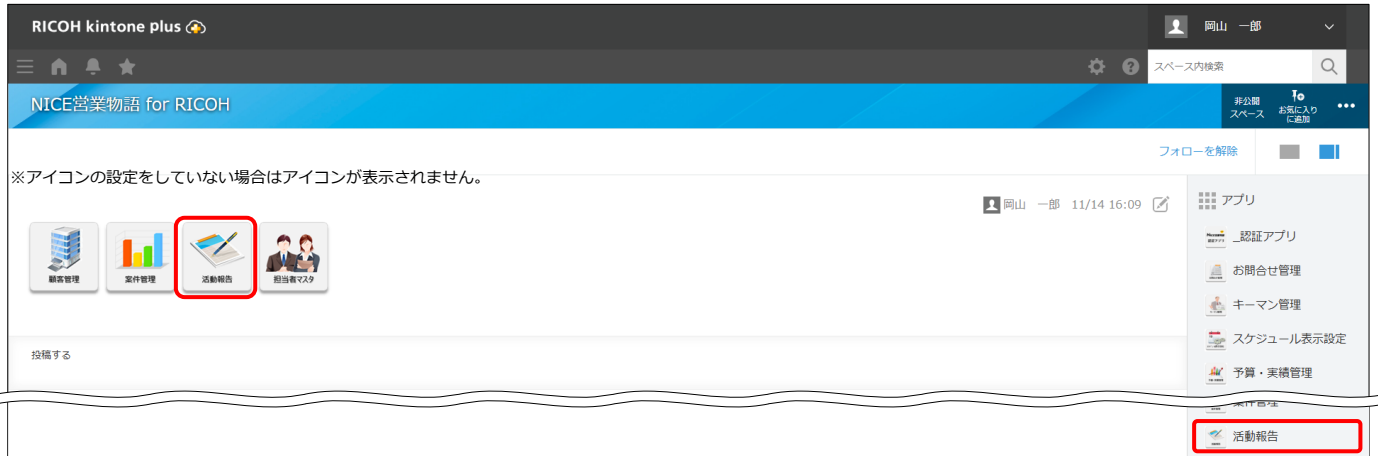 RICOH kintone plus
岡山 一郎
スペース内検索
NICE営業物語 for RICOH
非公開
スペース
お気に入り
に追加
フォローを解除
※アイコンの設定をしていない場合はアイコンが表示されません。
岡山 一郎 11/14 16:09
アプリ
顧客管理
案件管理
活動報告
担当者マスタ
_認証アプリ
お問合せ管理
キーマン管理
スケジュール表示設定
投稿する
予算・実績管理
案件管理
活動報告